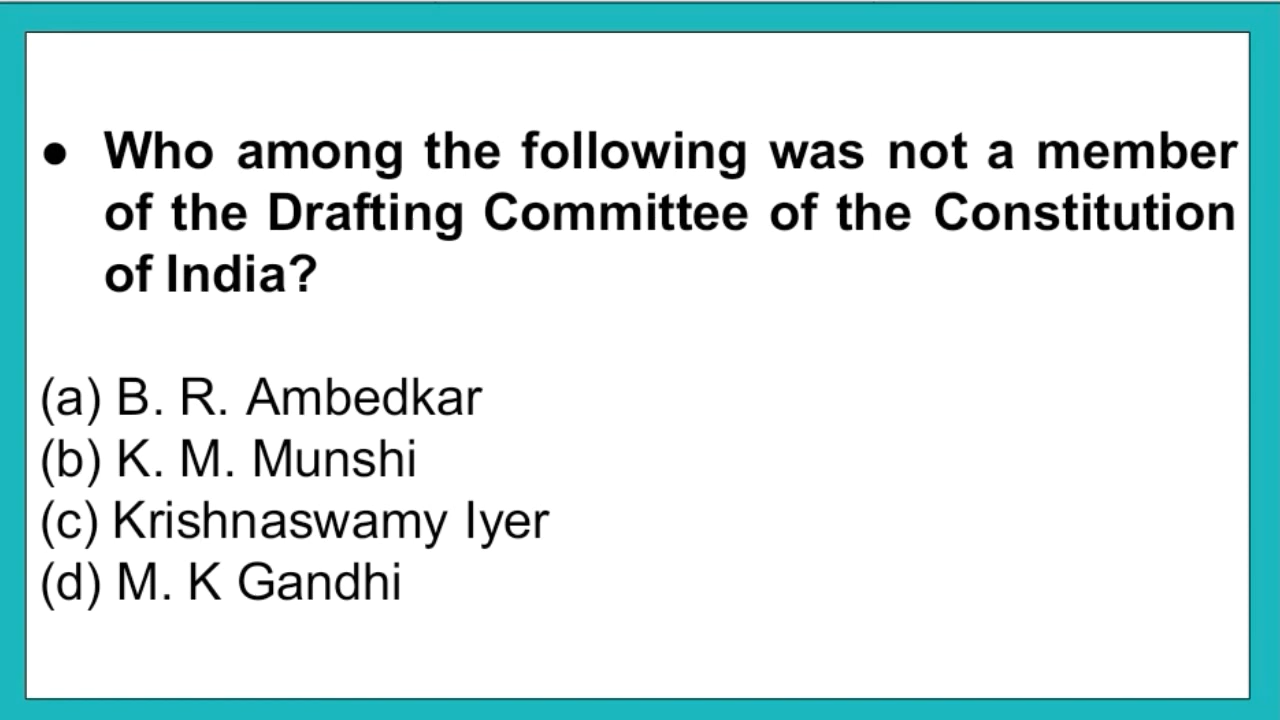 ● Who among the following was not a member
of the Drafting Committee of the Constitution
of India?
(a) B. R. Ambedkar
(b) K. M. Munshi
(c) Krishnaswamy Iyer
(d) M. K Gandhi